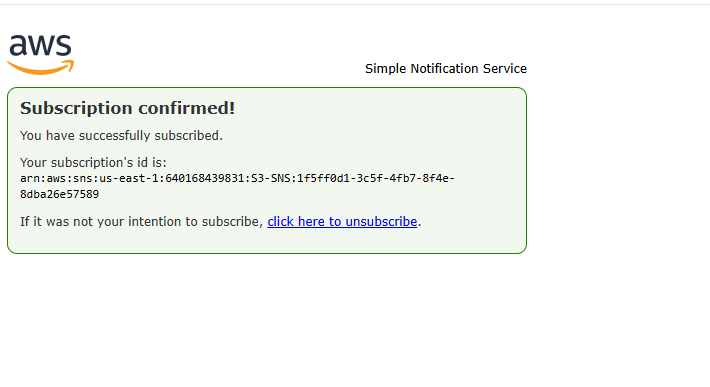 aws
Simple Notification Service
Subscription confirmed!
You have successfully subscribed.
Your subscription's id is:
arn:aws:sns:us-east-1:640168439831:S3-SNS:1f5ff0d1-3c5f-4fb7-8f4e-
8dba26e57589
If it was not your intention to subscribe, click here to unsubscribe.